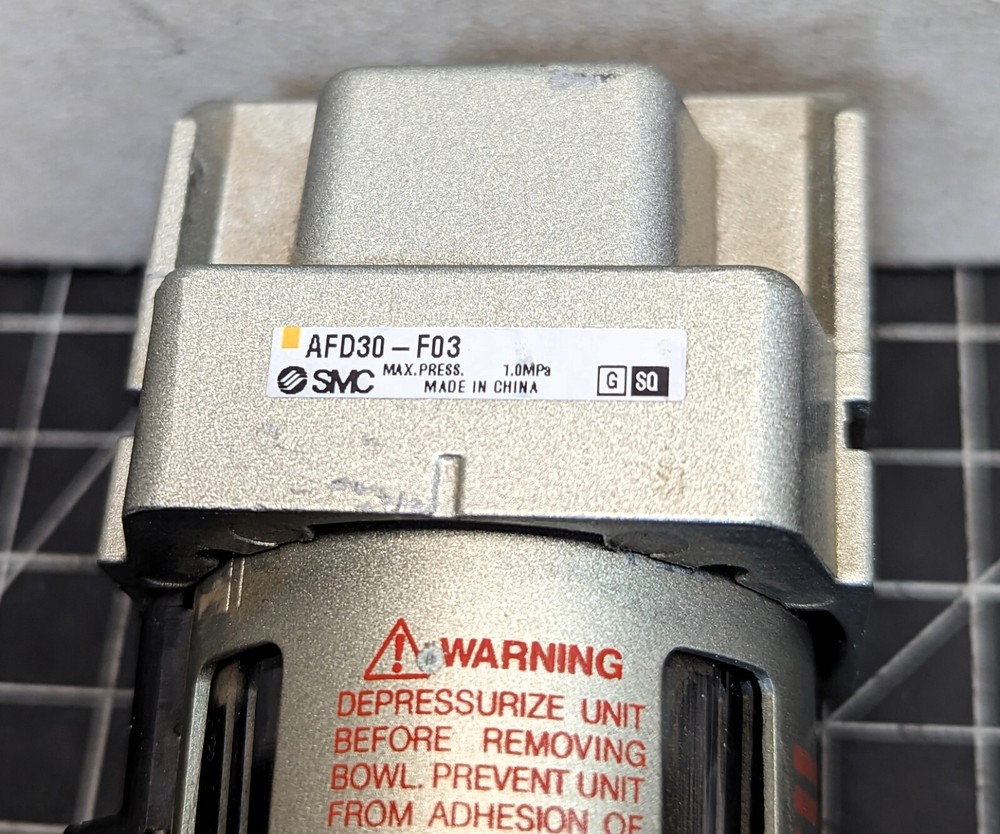 AFD30-F03
SMC MAX.PRESS. 1.0MPa
MADE IN CHINA
G SQ
WARNING
DEPRESSURIZE UNIT
BEFORE REMOVING
BOWL. PREVENT UNIT
FROM ADHESION OF